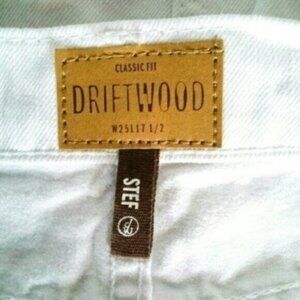 CLASSIC FIT
DRIFTWOOD
W25L17 1/2
STEF